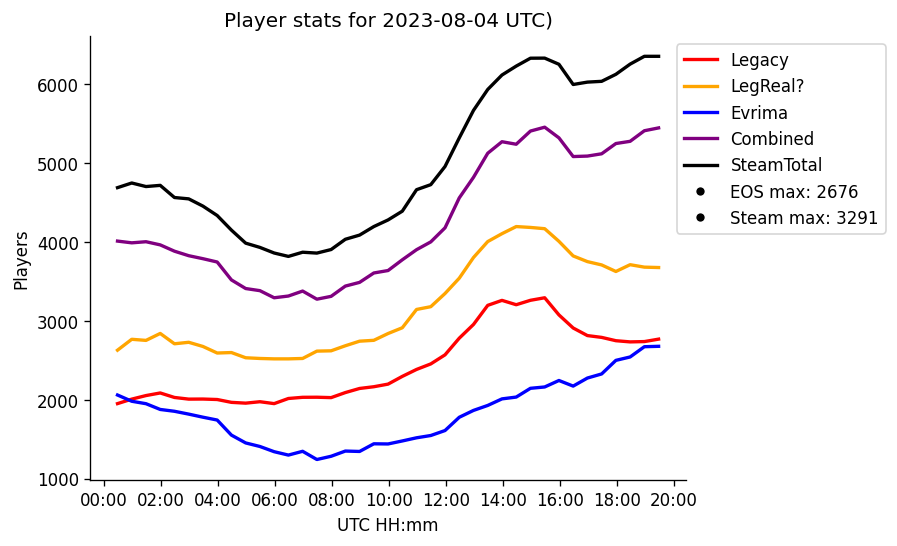 Player stats for 2023-08-04 UTC)
Legacy
LegReal?
Evrima
Combined
SteamTotal
EOS max: 2676
Steam max: 3291
Players
6000
5000
4000
3000
2000
1000
00:00 02:00 04:00 06:00 08:00 10:00 12:00 14:00 16:00 18:00 20:00
UTC HH:mm